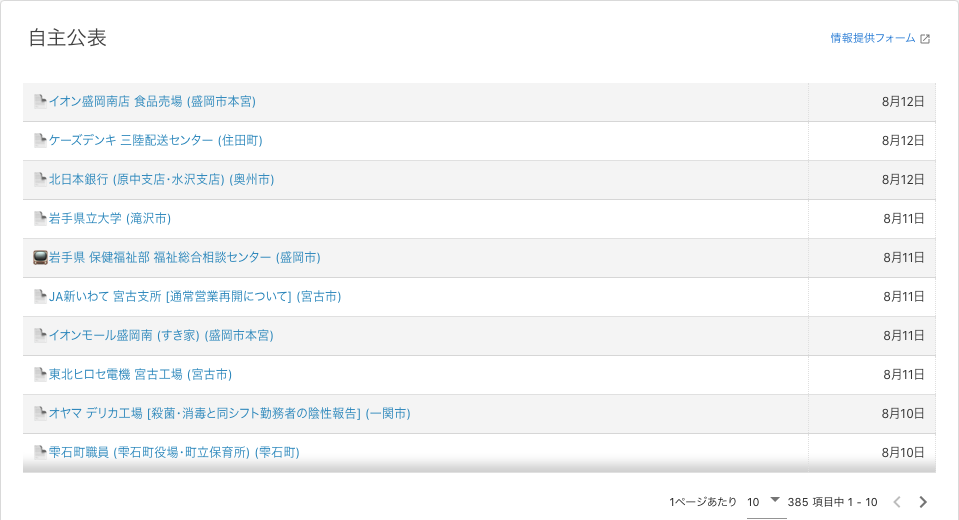 自主公表
情報提供フォーム
イオン盛岡南店 食品売場 (盛岡市本宮) 8月12日
ケーズデンキ 三陸配送センター (住田町) 8月12日
北日本銀行 (原中支店・水沢支店) (奥州市) 8月12日
岩手県立大学 (滝沢市) 8月11日
岩手県 保健福祉部 福祉総合相談センター (盛岡市) 8月11日
JA新いわて 宮古支所 [通常営業再開について] (宮古市) 8月11日
イオンモール盛岡南 (すき家) (盛岡市本宮) 8月11日
東北ヒロセ電機 宮古工場 (宮古市) 8月11日
オヤマ デリカ工場 [殺菌・消毒と同シフト勤務者の陰性報告] (一関市) 8月10日
雫石町職員 (雫石町役場・町立保育所) (雫石町) 8月10日
1ページあたり 10 385 項目中 1 - 10